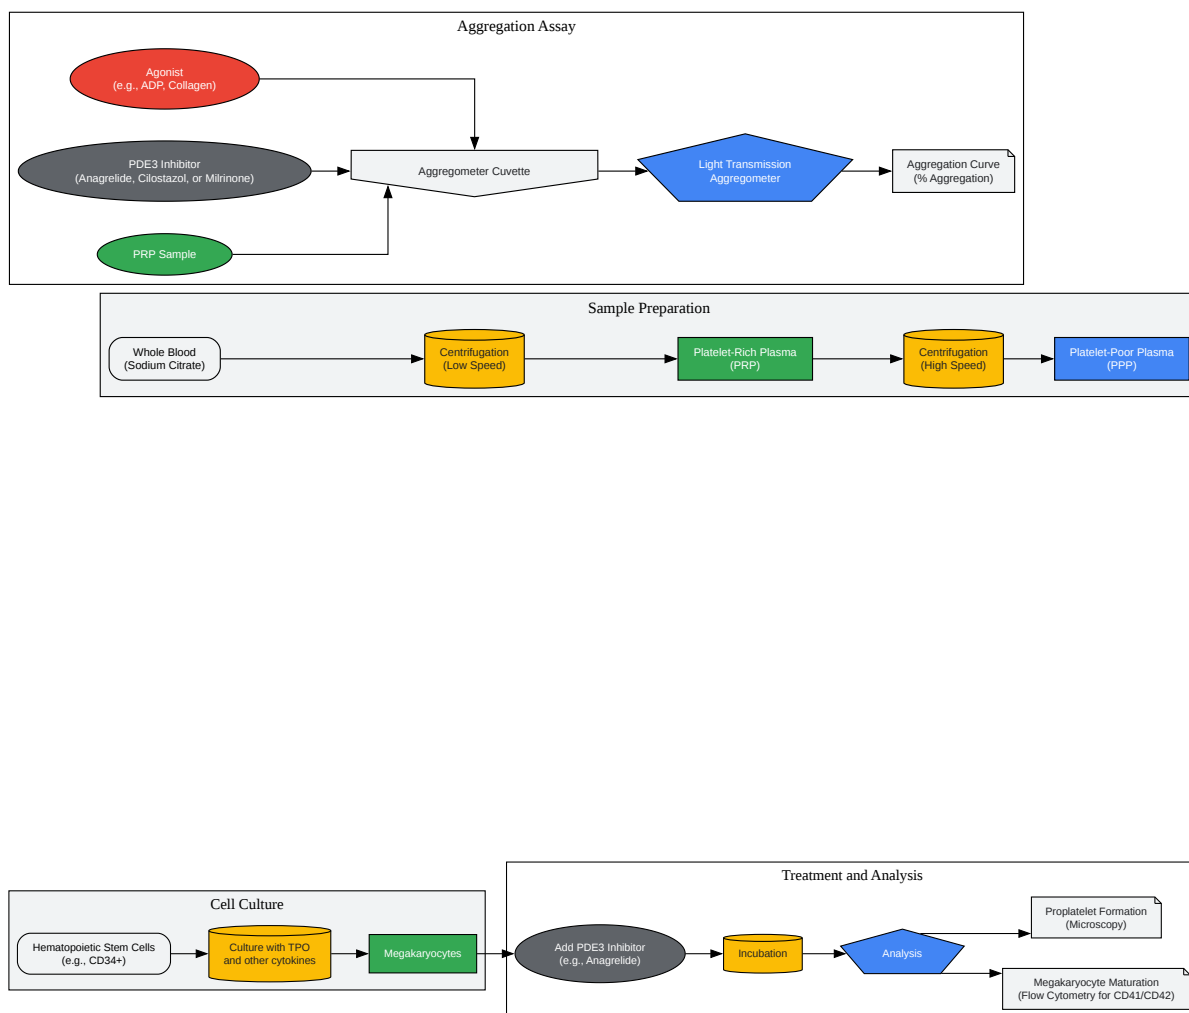 Aggregation Assay
Agonist
(e.g., ADP, Collagen)
PDE3 Inhibitor
(Anagrelide, Cilostazol, or Milrinone)
PRP Sample
Aggregometer Cuvette
Light Transmission
Aggregometer
Aggregation Curve
(% Aggregation)
Sample Preparation
Whole Blood
(Sodium Citrate)
Centrifugation
(Low Speed)
Platelet-Rich Plasma
(PRP)
Centrifugation
(High Speed)
Platelet-Poor Plasma
(PPP)
Cell Culture
Hematopoietic Stem Cells
(e.g., CD34+)
Culture with TPO
and other cytokines
Megakaryocytes
Treatment and Analysis
Add PDE3 Inhibitor
(e.g., Anagrelide)
Incubation
Analysis
Proplatelet Formation
(Microscopy)
Megakaryocyte Maturation
(Flow Cytometry for CD41/CD42)